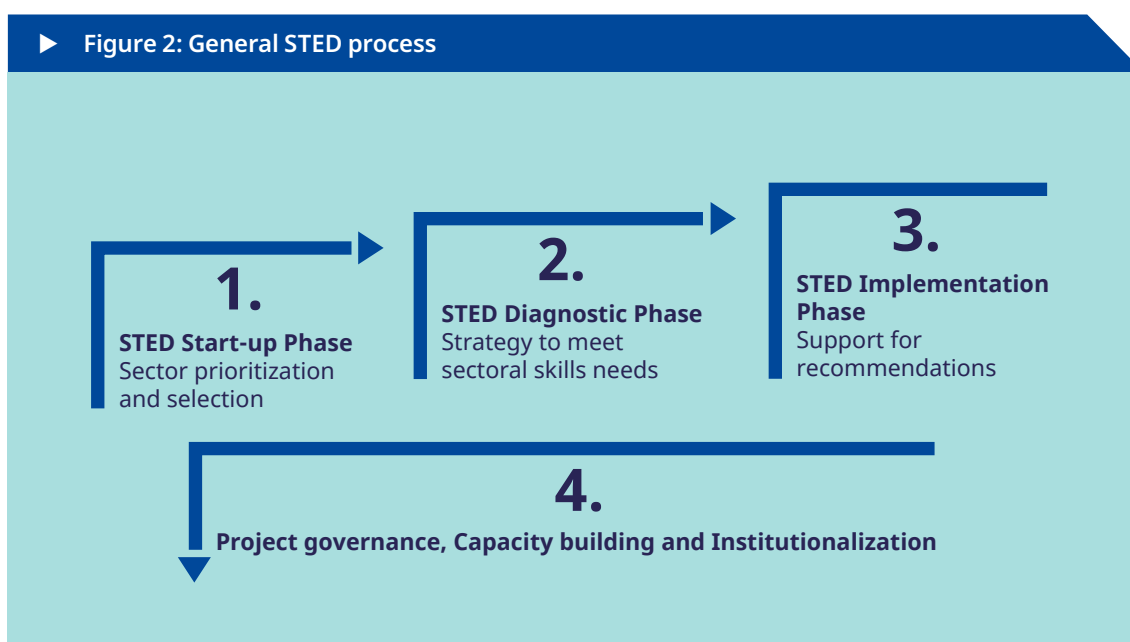 Figure 2: General STED process
1.
STED Start-up Phase
Sector prioritization
and selection
2.
STED Diagnostic Phase
Strategy to meet
sectoral skills needs
3.
STED Implementation
Phase
Support for
recommendations
4.
Project governance, Capacity building and Institutionalization